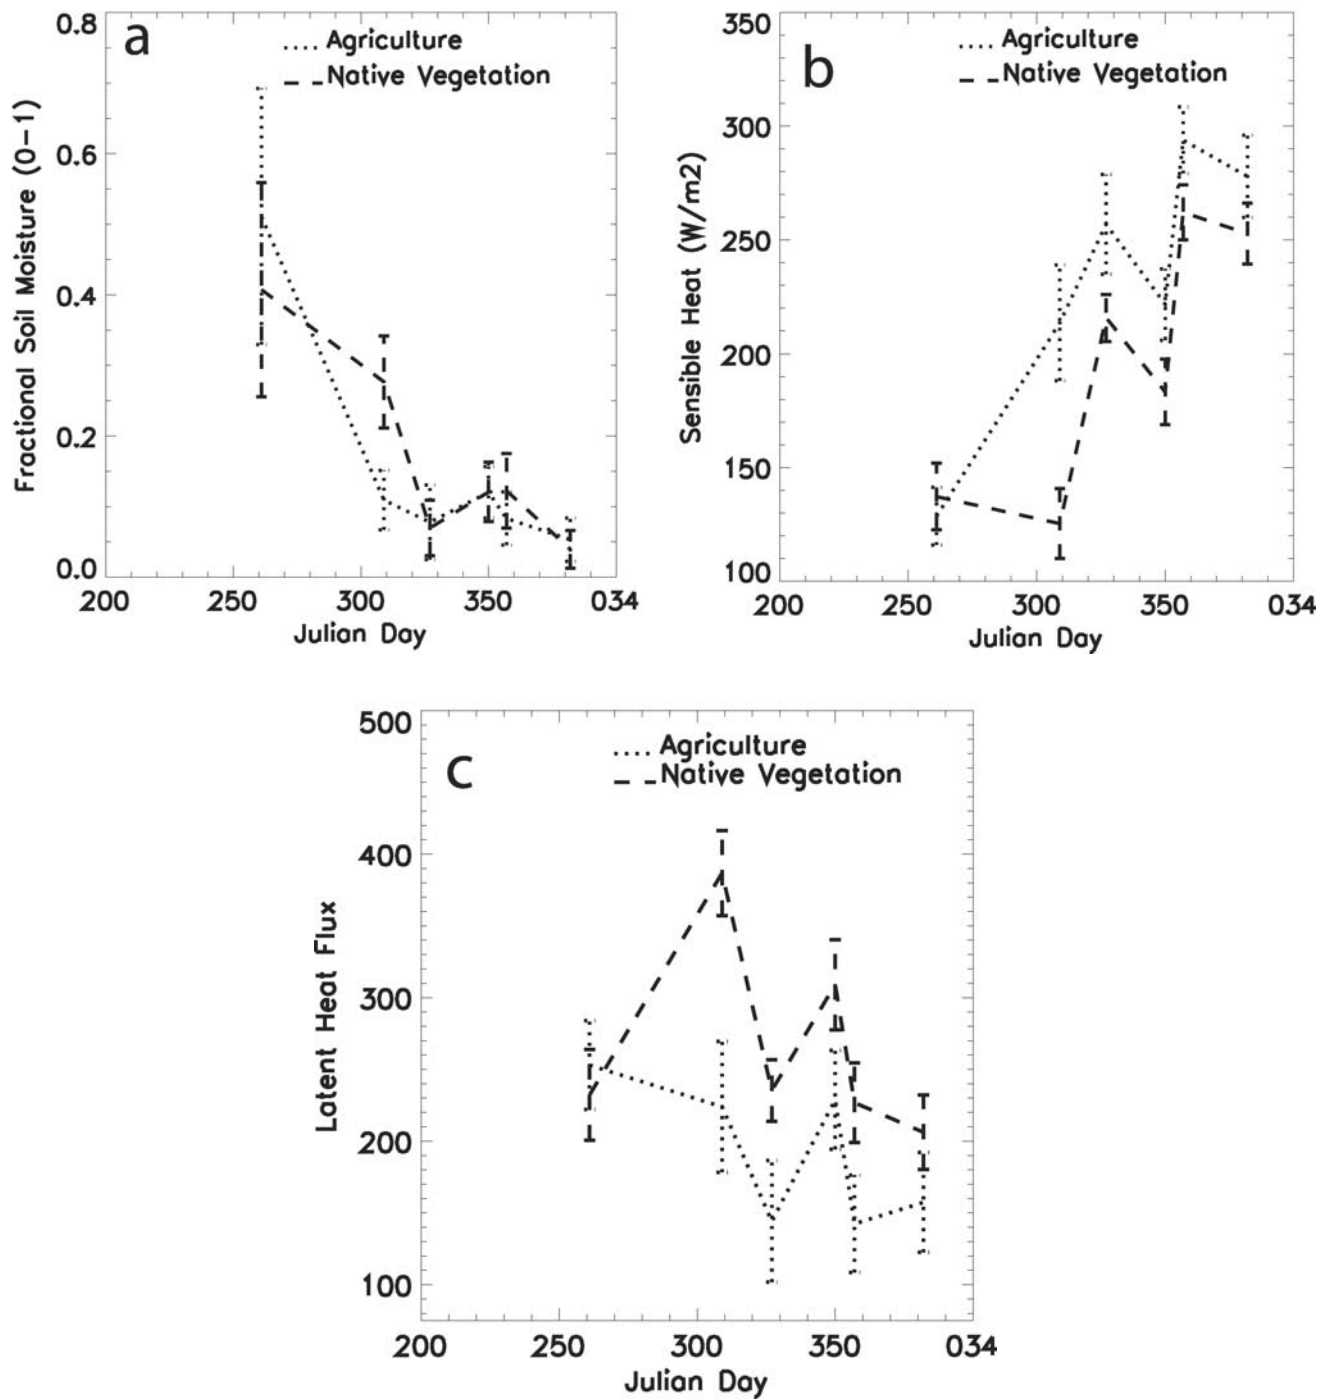 a
Agriculture
Native Vegetation
Fractional Soil Moisture (0-1)
0.8
0.6
0.4
0.2
0.0
200 250 300 350 034
Julian Day
b
Agriculture
Native Vegetation
Sensible Heat (W/m2)
350
300
250
200
150
100
200 250 300 350 034
Julian Day
c
Agriculture
Native Vegetation
Latent Heat Flux
500
400
300
200
100
200 250 300 350 034
Julian Day